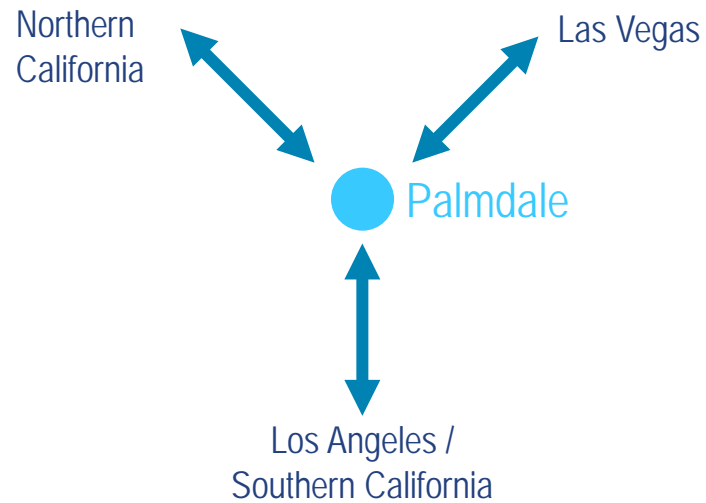 Northern
California
Las Vegas
Palmdale
Los Angeles /
Southern California